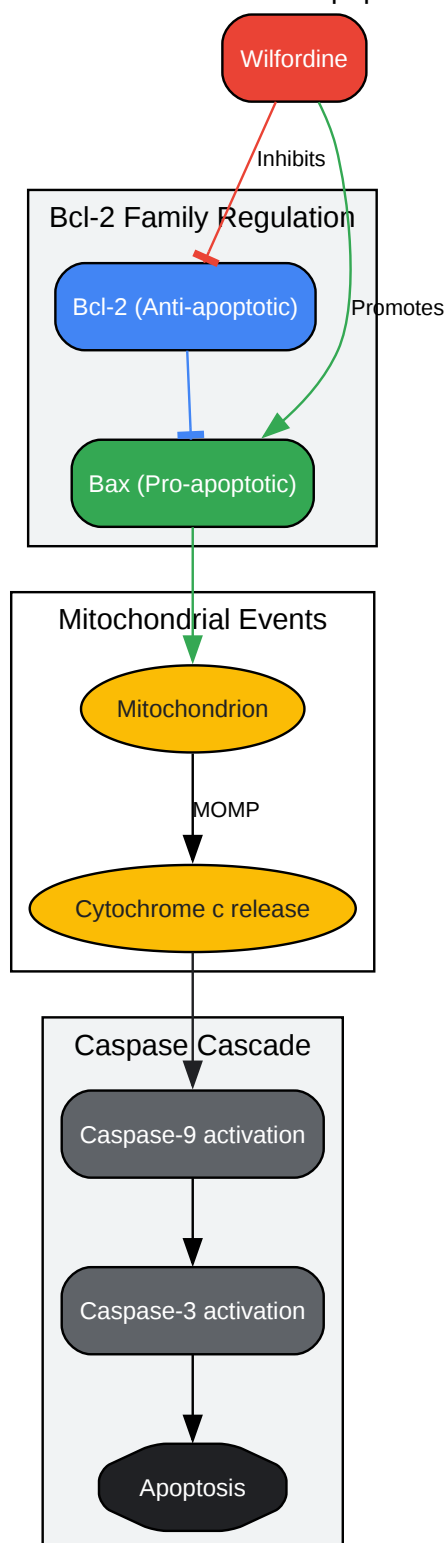 Wilfordine
Inhibits
Bcl-2 Family Regulation
Bcl-2 (Anti-apoptotic)
Promotes
Bax (Pro-apoptotic)
Mitochondrial Events
Mitochondrion
MOMP
Cytochrome c release
Caspase Cascade
Caspase-9 activation
Caspase-3 activation
Apoptosis